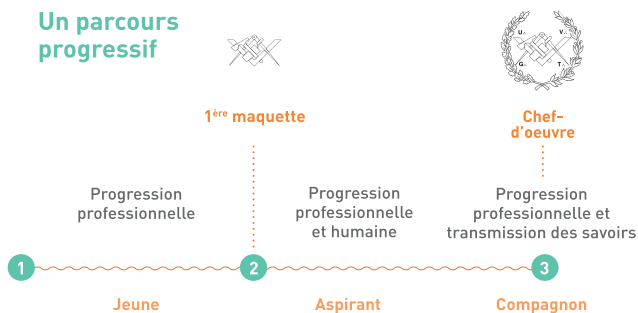 Un parcours
progressif
U∴ V∴
G∴ T∴
1ère maquette
Chef-
d'oeuvre
Progression
professionnelle
Progression
professionnelle
et humaine
Progression
professionnelle et
transmission des savoirs
1 2 3
Jeune Aspirant Compagnon